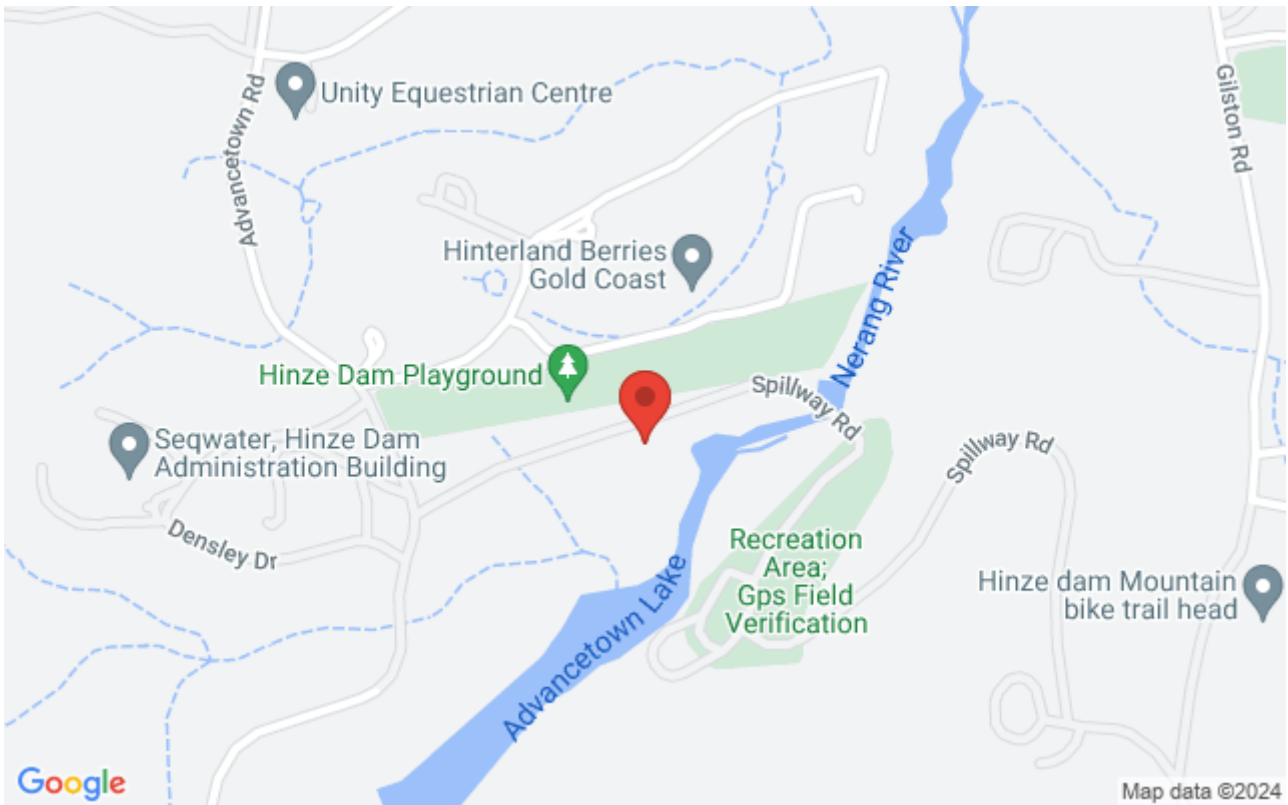 Unity Equestrian Centre
Advancetown Rd
Gilston Rd
Hinterland Berries
Gold Coast
Nerang River
Hinze Dam Playground
Spillway Rd
Seqwater, Hinze Dam
Administration Building
Spillway Rd
Densley Dr
Recreation
Area;
Gps Field
Verification
Advancetown Lake
Hinze dam Mountain
bike trail head
Google
Map data ©2024